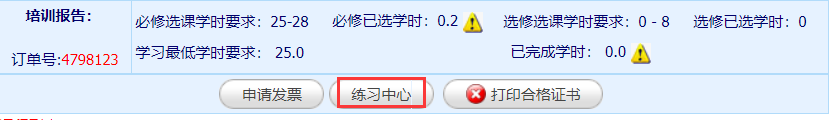 培训报告：
订单号:4798123
必修选课学时要求：25-28 必修已选学时：0.2 选修选课学时要求：0 - 8 选修已选学时：0
学习最低学时要求： 25.0 已完成学时： 0.0
申请发票 练习中心 打印合格证书